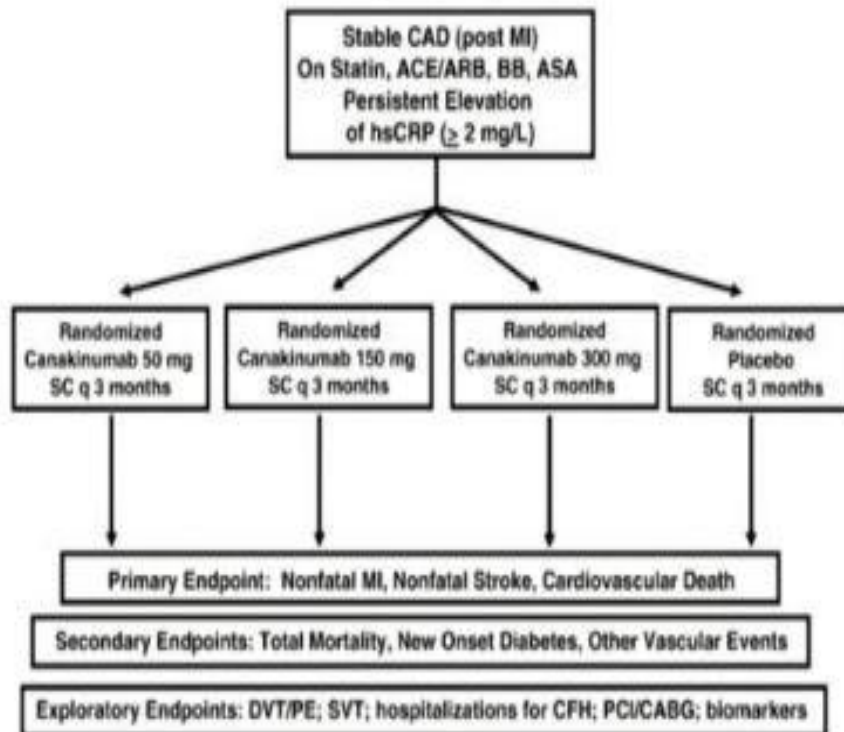 Stable CAD (post MI)
On Statin, ACE/ARB, BB, ASA
Persistent Elevation
of hsCRP (≥ 2 mg/L)
Randomized
Canakinumab 50 mg
SC q 3 months
Randomized
Canakinumab 150 mg
SC q 3 months
Randomized
Canakinumab 300 mg
SC q 3 months
Randomized
Placebo
SC q 3 months
Primary Endpoint: Nonfatal MI, Nonfatal Stroke, Cardiovascular Death
Secondary Endpoints: Total Mortality, New Onset Diabetes, Other Vascular Events
Exploratory Endpoints: DVT/PE; SVT; hospitalizations for CFH; PCI/CABG; biomarkers